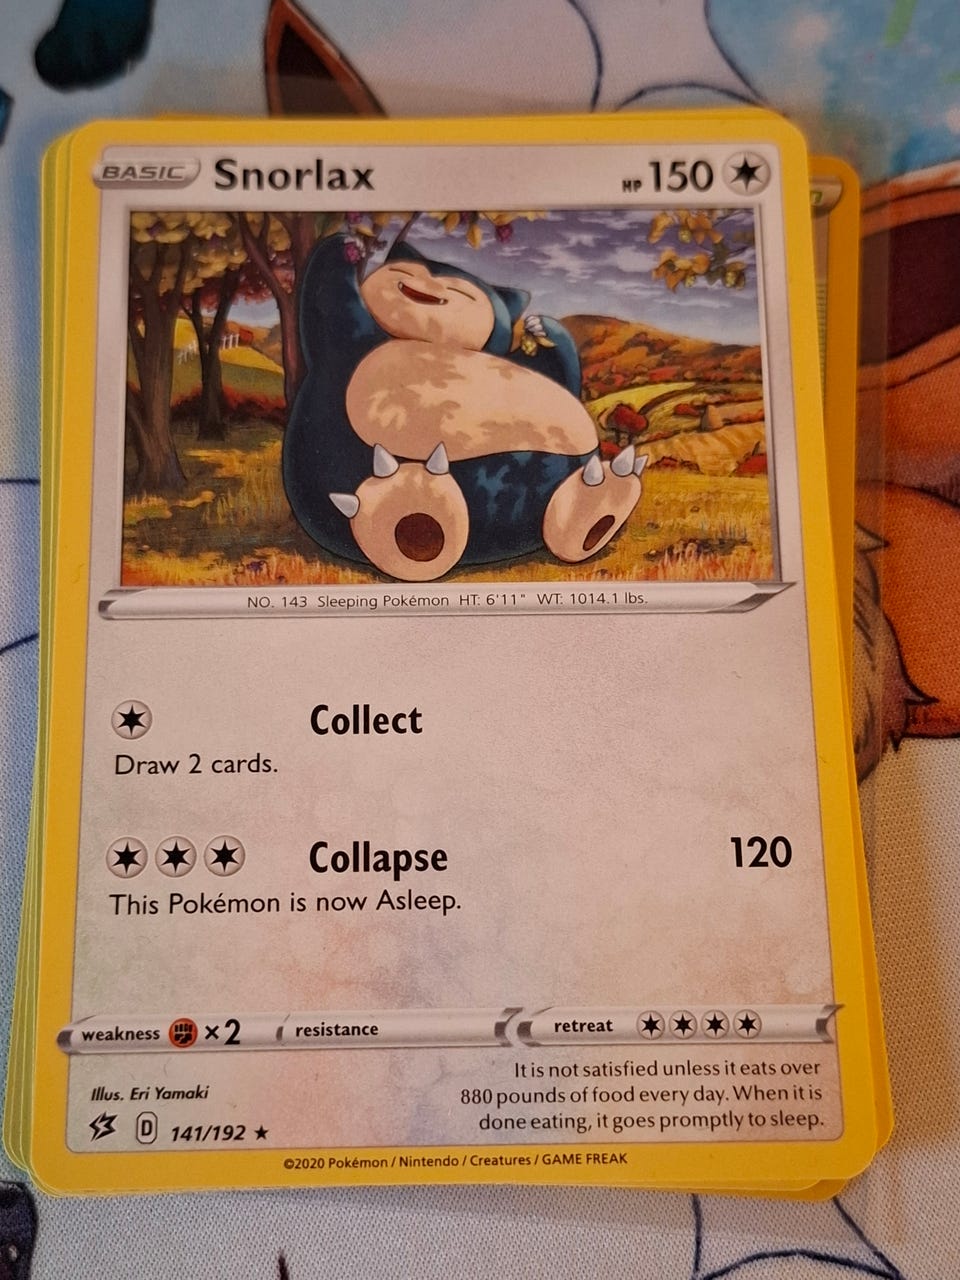 BASIC Snorlax HP 150
NO. 143 Sleeping Pokémon HT: 6'11" WT: 1014.1 lbs.
Collect
Draw 2 cards.
Collapse 120
This Pokémon is now Asleep.
weakness ×2 resistance retreat
It is not satisfied unless it eats over
880 pounds of food every day. When it is
done eating, it goes promptly to sleep.
Illus. Eri Yamaki
D 141/192 ★
©2020 Pokémon / Nintendo / Creatures / GAME FREAK